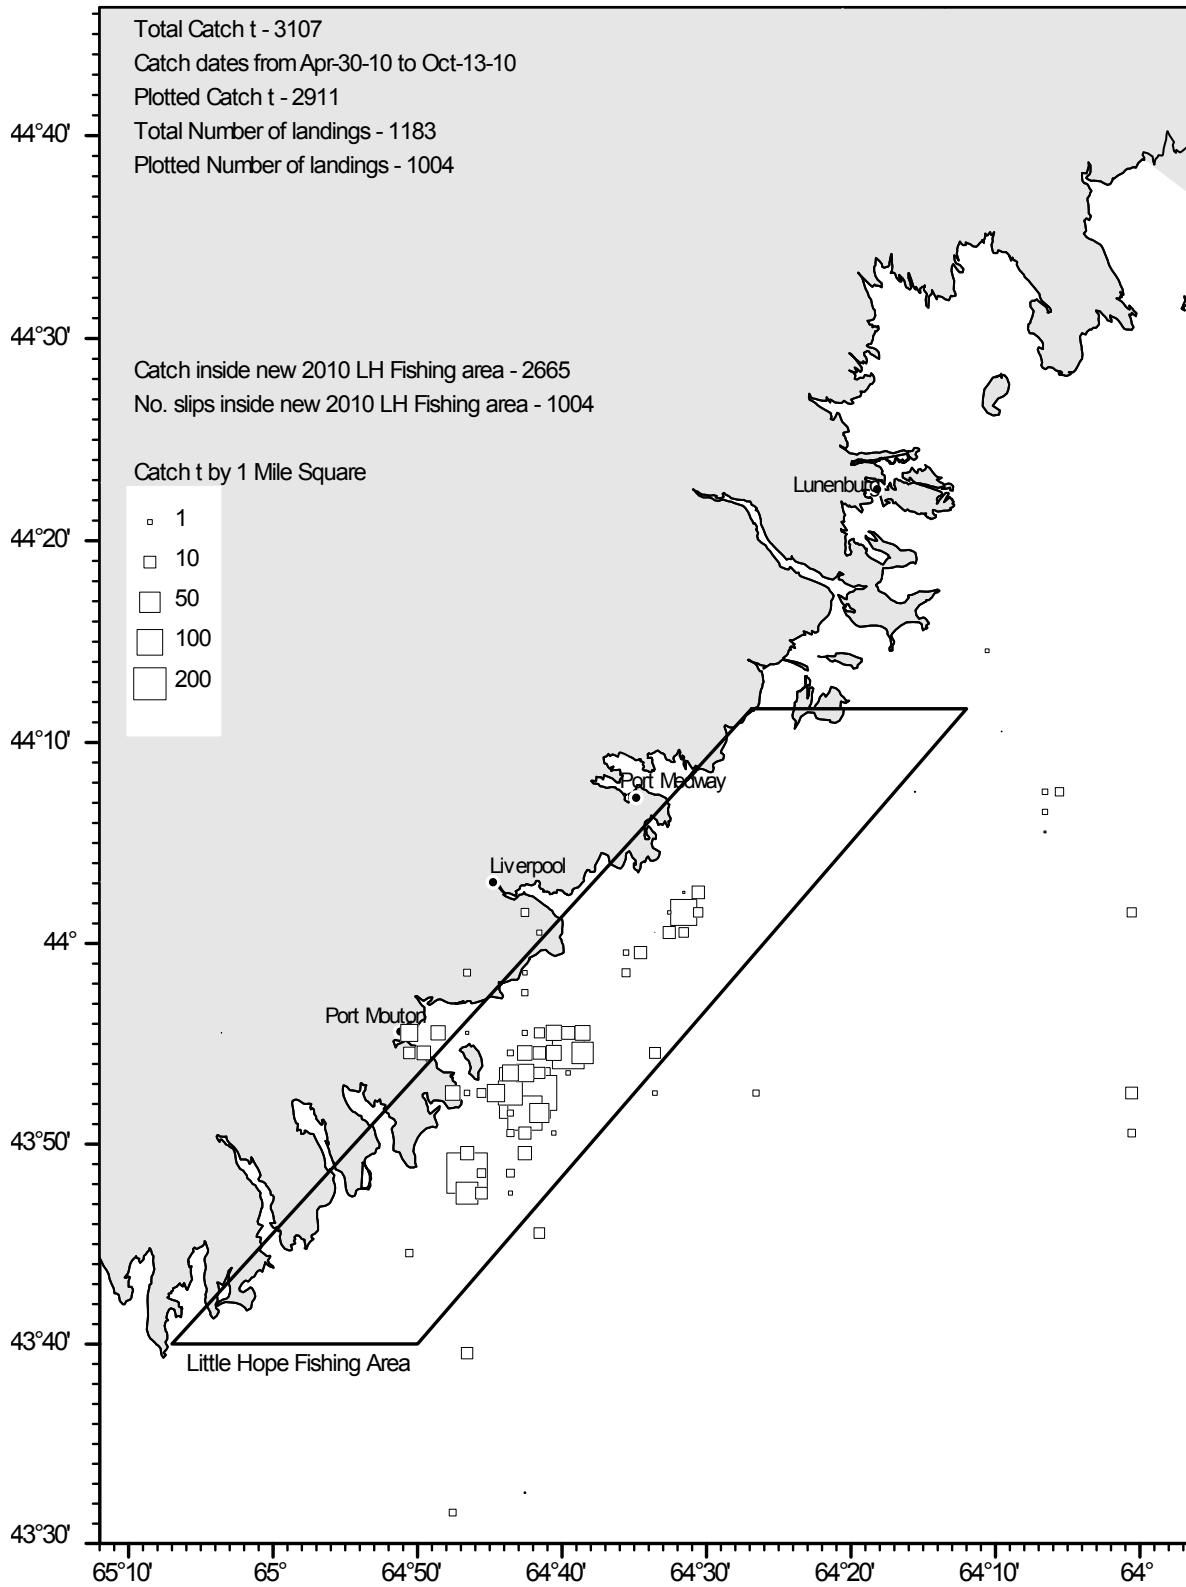 Total Catch t - 3107
Catch dates from Apr-30-10 to Oct-13-10
Plotted Catch t - 2911
Total Number of landings - 1183
Plotted Number of landings - 1004
44°40'
44°30'
Catch inside new 2010 LH Fishing area - 2665
No. slips inside new 2010 LH Fishing area - 1004
Catch t by 1 Mile Square
1
10
50
100
200
Lunenburg
44°20'
44°10'
Port Medway
Liverpool
44°
Port Mouton
43°50'
43°40'
Little Hope Fishing Area
43°30'
65°10' 65° 64°50' 64°40' 64°30' 64°20' 64°10' 64°